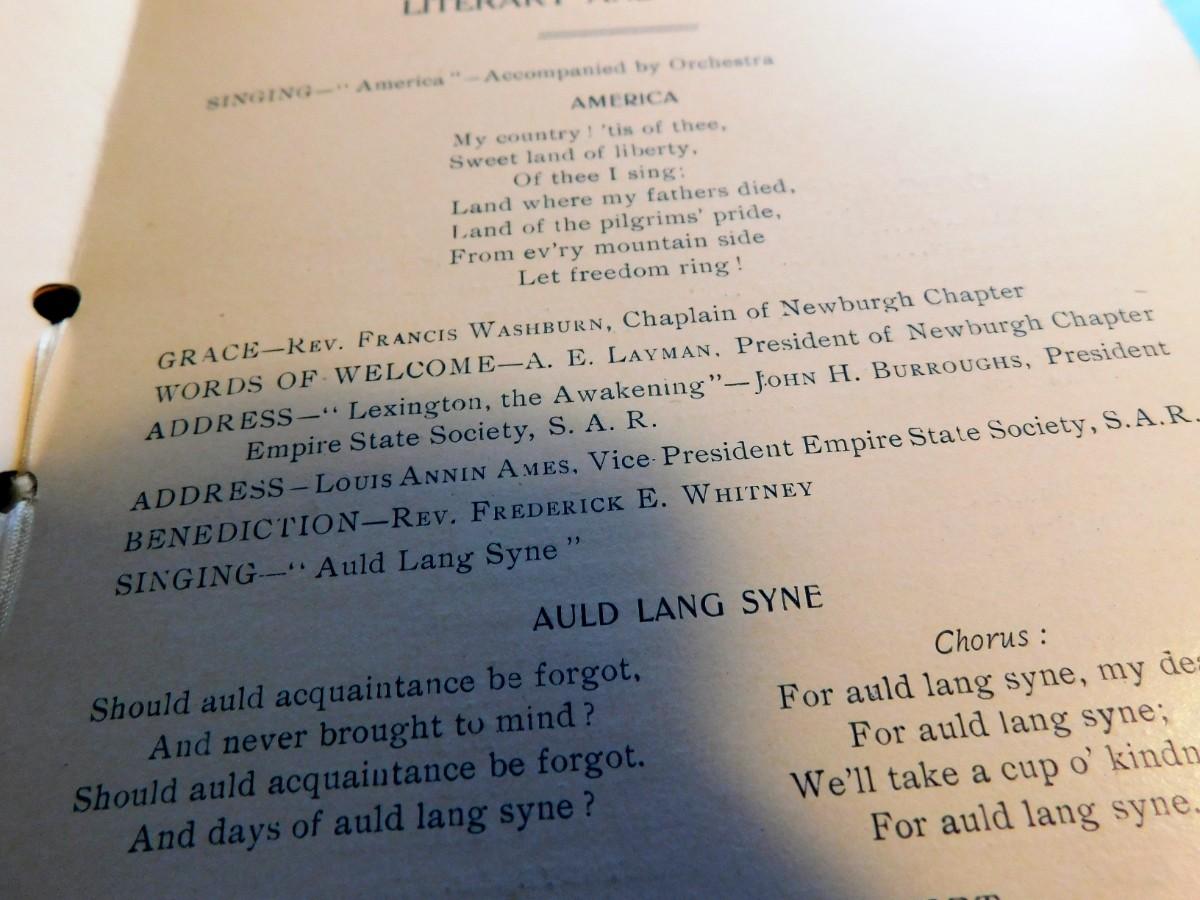 LITERARY
SINGING—“America”—Accompanied by Orchestra
AMERICA
My country! 'tis of thee,
Sweet land of liberty,
Of thee I sing;
Land where my fathers died,
Land of the pilgrims' pride,
From ev'ry mountain side
Let freedom ring!
GRACE—REV. FRANCIS WASHBURN, Chaplain of Newburgh Chapter
WORDS OF WELCOME—A. E. LAYMAN, President of Newburgh Chapter
ADDRESS—“Lexington, the Awakening”—JOHN H. BURROUGHS, President
Empire State Society, S. A. R.
ADDRESS—LOUIS ANNIN AMES, Vice-President Empire State Society, S.A.R.
BENEDICTION—REV. FREDERICK E. WHITNEY
SINGING—“Auld Lang Syne”
AULD LANG SYNE
Should auld acquaintance be forgot,
And never brought to mind?
Should auld acquaintance be forgot.
And days of auld lang syne?
Chorus:
For auld lang syne, my
For auld lang syne;
We'll take a cup o'
For auld lang syne.